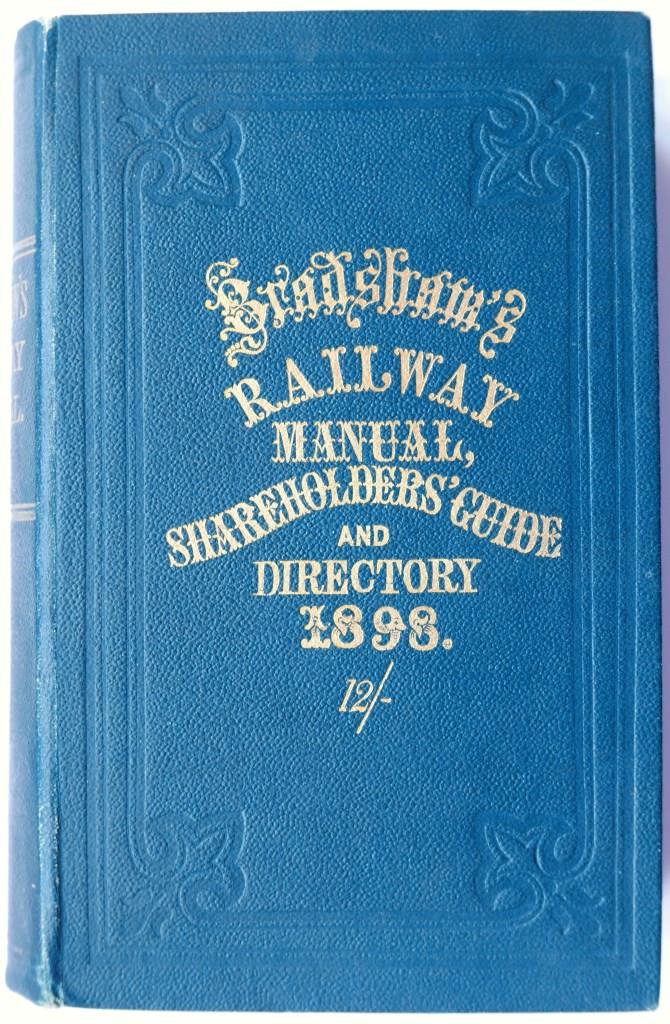 Bradshaw's
RAILWAY
MANUAL,
SHAREHOLDERS' GUIDE
AND
DIRECTORY
1898.
12/-